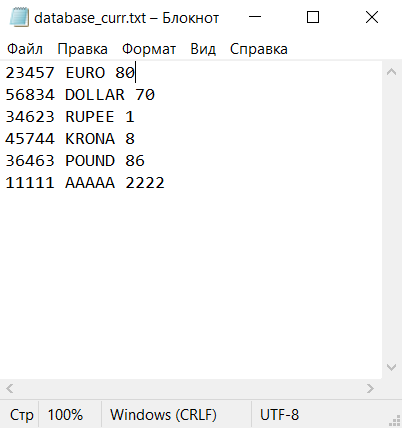 database_curr.txt – Блокнот
Файл Правка Формат Вид Справка
23457 EURO 80
56834 DOLLAR 70
34623 RUPEE 1
45744 KRONA 8
36463 POUND 86
11111 AAAAA 2222
Стр 100% Windows (CRLF) UTF-8